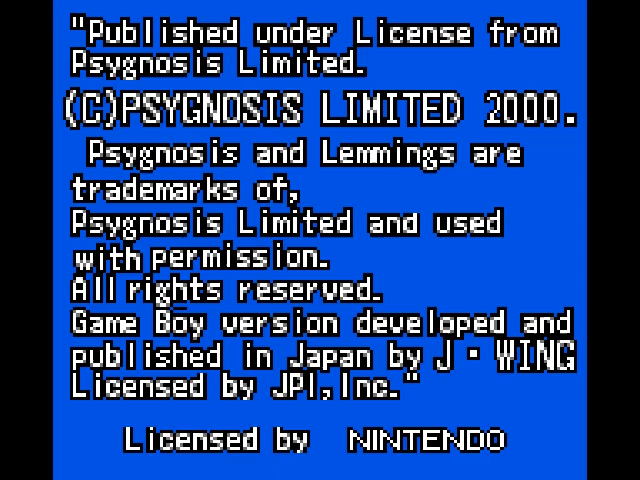 "Published under License from
Psygnosis Limited.
(C)PSYGNOSIS LIMITED 2000.
Psygnosis and Lemmings are
trademarks of,
Psygnosis Limited and used
with permission.
All rights reserved.
Game Boy version developed and
published in Japan by J・WING
Licensed by JPI,Inc."
Licensed by NINTENDO